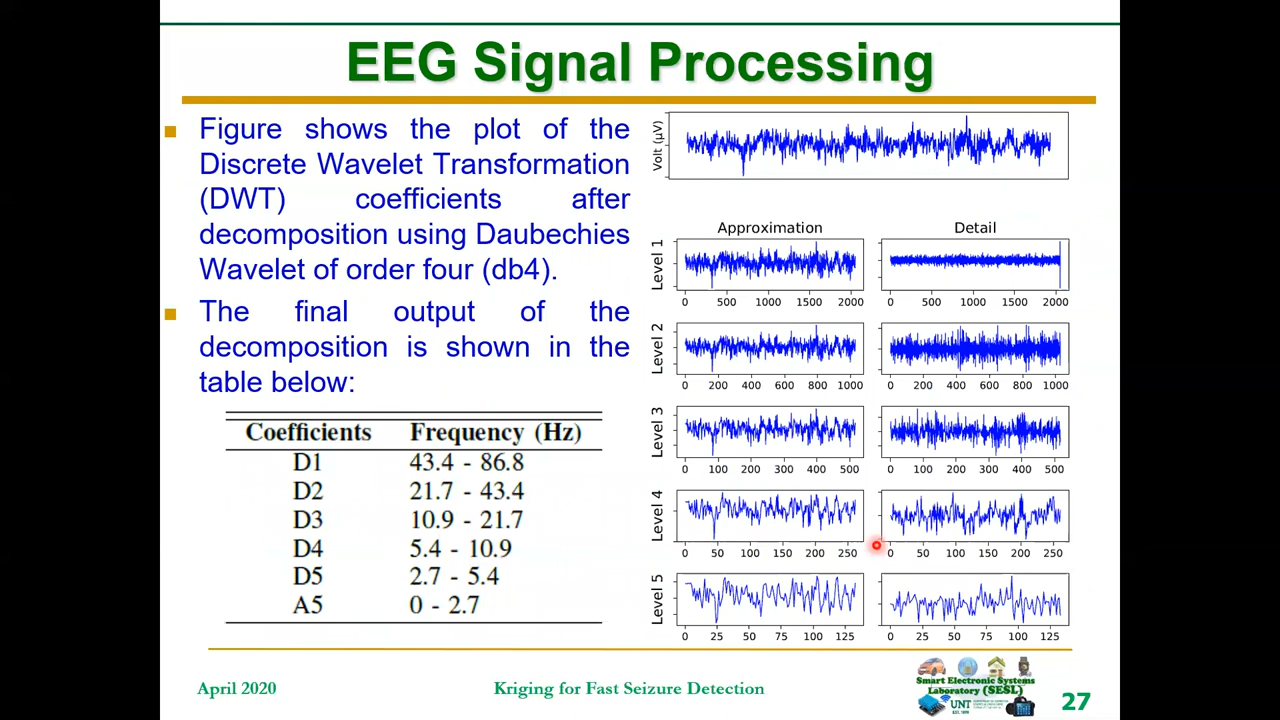 EEG Signal Processing
Figure shows the plot of the
Discrete Wavelet Transformation
(DWT) coefficients after
decomposition using Daubechies
Wavelet of order four (db4).
The final output of the
decomposition is shown in the
table below:
Coefficients Frequency (Hz)
D1 43.4 - 86.8
D2 21.7 - 43.4
D3 10.9 - 21.7
D4 5.4 - 10.9
D5 2.7 - 5.4
A5 0 - 2.7
Volt (μV)
Approximation Detail
Level 1
0 500 1000 1500 2000 0 500 1000 1500 2000
Level 2
0 200 400 600 800 1000 0 200 400 600 800 1000
Level 3
0 100 200 300 400 500 0 100 200 300 400 500
Level 4
0 50 100 150 200 250 0 50 100 150 200 250
Level 5
0 25 50 75 100 125 0 25 50 75 100 125
April 2020 Kriging for Fast Seizure Detection
Smart Electronic Systems
Laboratory (SESL)
UNT
27